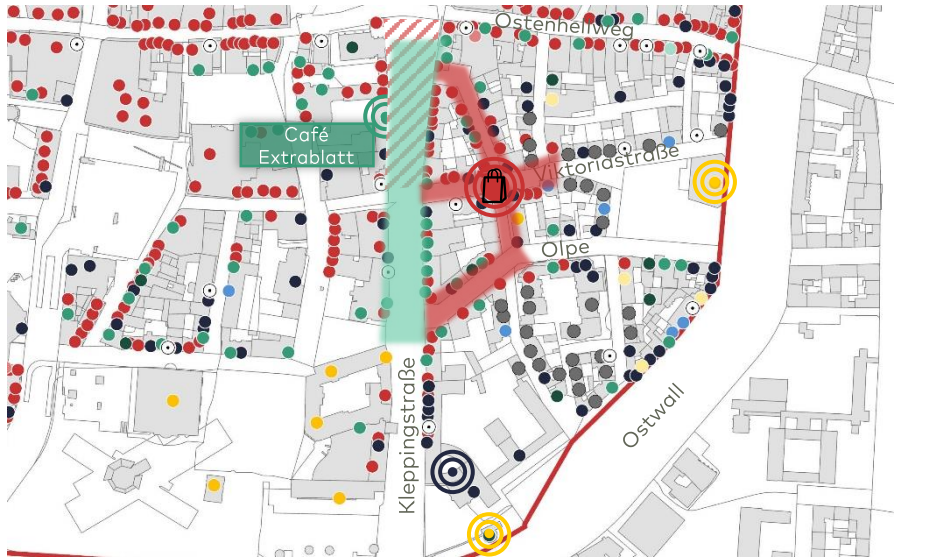 Ostenhellweg
Café
Extrablatt
Viktoriastraße
Olpe
Kleppingstraße
Ostwall